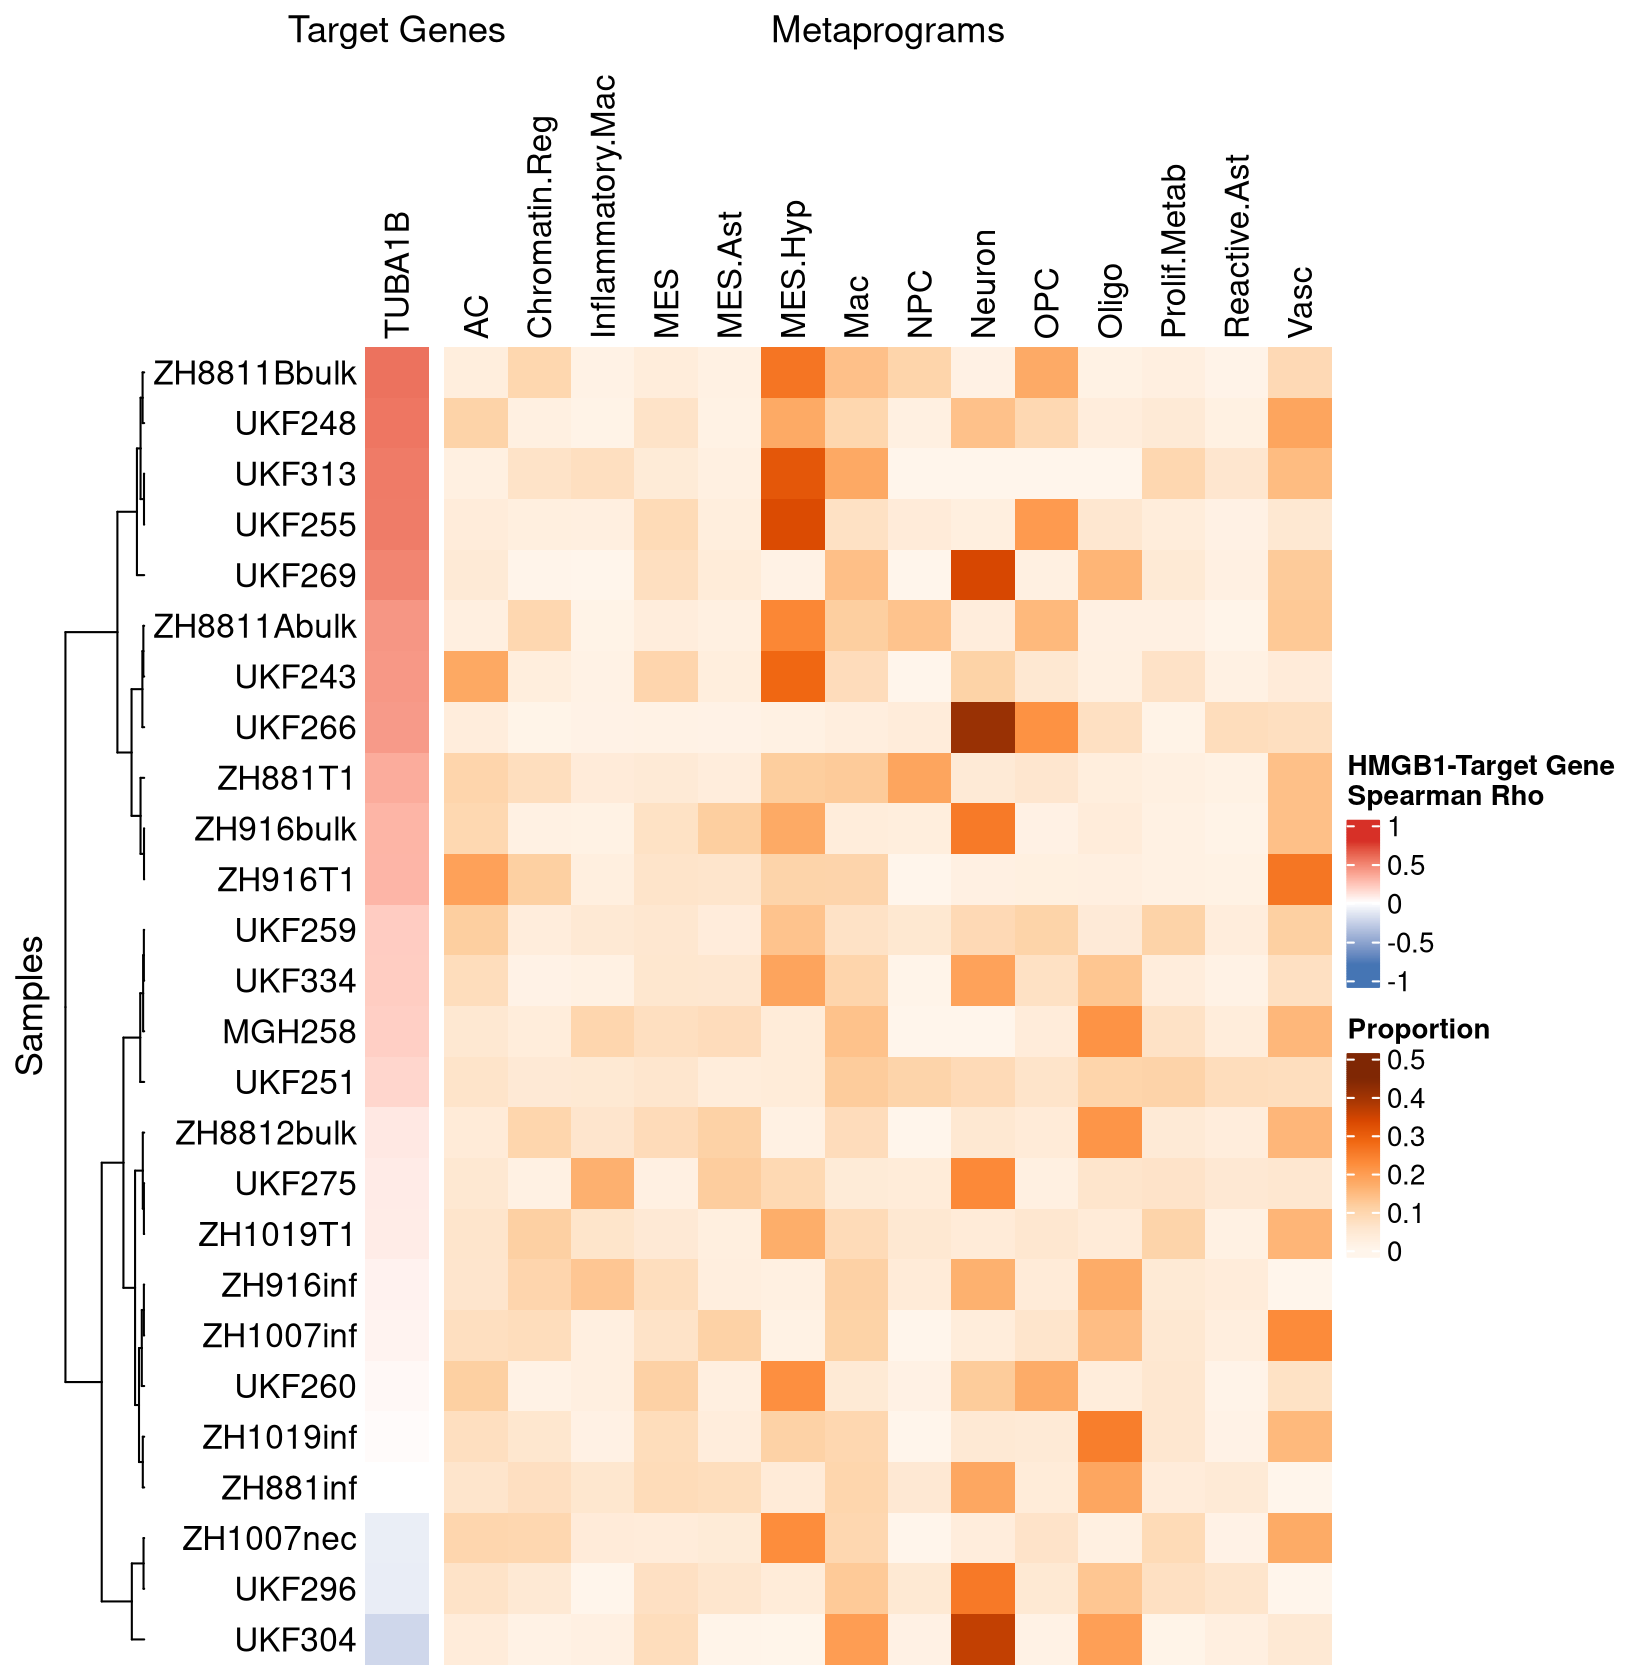 Target Genes
Metaprograms
TUBA1B
AC
Chromatin.Reg
Inflammatory.Mac
MES
MES.Ast
MES.Hyp
Mac
NPC
Neuron
OPC
Oligo
Prolif.Metab
Reactive.Ast
Vasc
Samples
ZH8811Bbulk
UKF248
UKF313
UKF255
UKF269
ZH8811Abulk
UKF243
UKF266
ZH881T1
ZH916bulk
ZH916T1
UKF259
UKF334
MGH258
UKF251
ZH8812bulk
UKF275
ZH1019T1
ZH916inf
ZH1007inf
UKF260
ZH1019inf
ZH881inf
ZH1007nec
UKF296
UKF304
HMGB1-Target Gene
Spearman Rho
1
0.5
0
-0.5
-1
Proportion
0.5
0.4
0.3
0.2
0.1
0